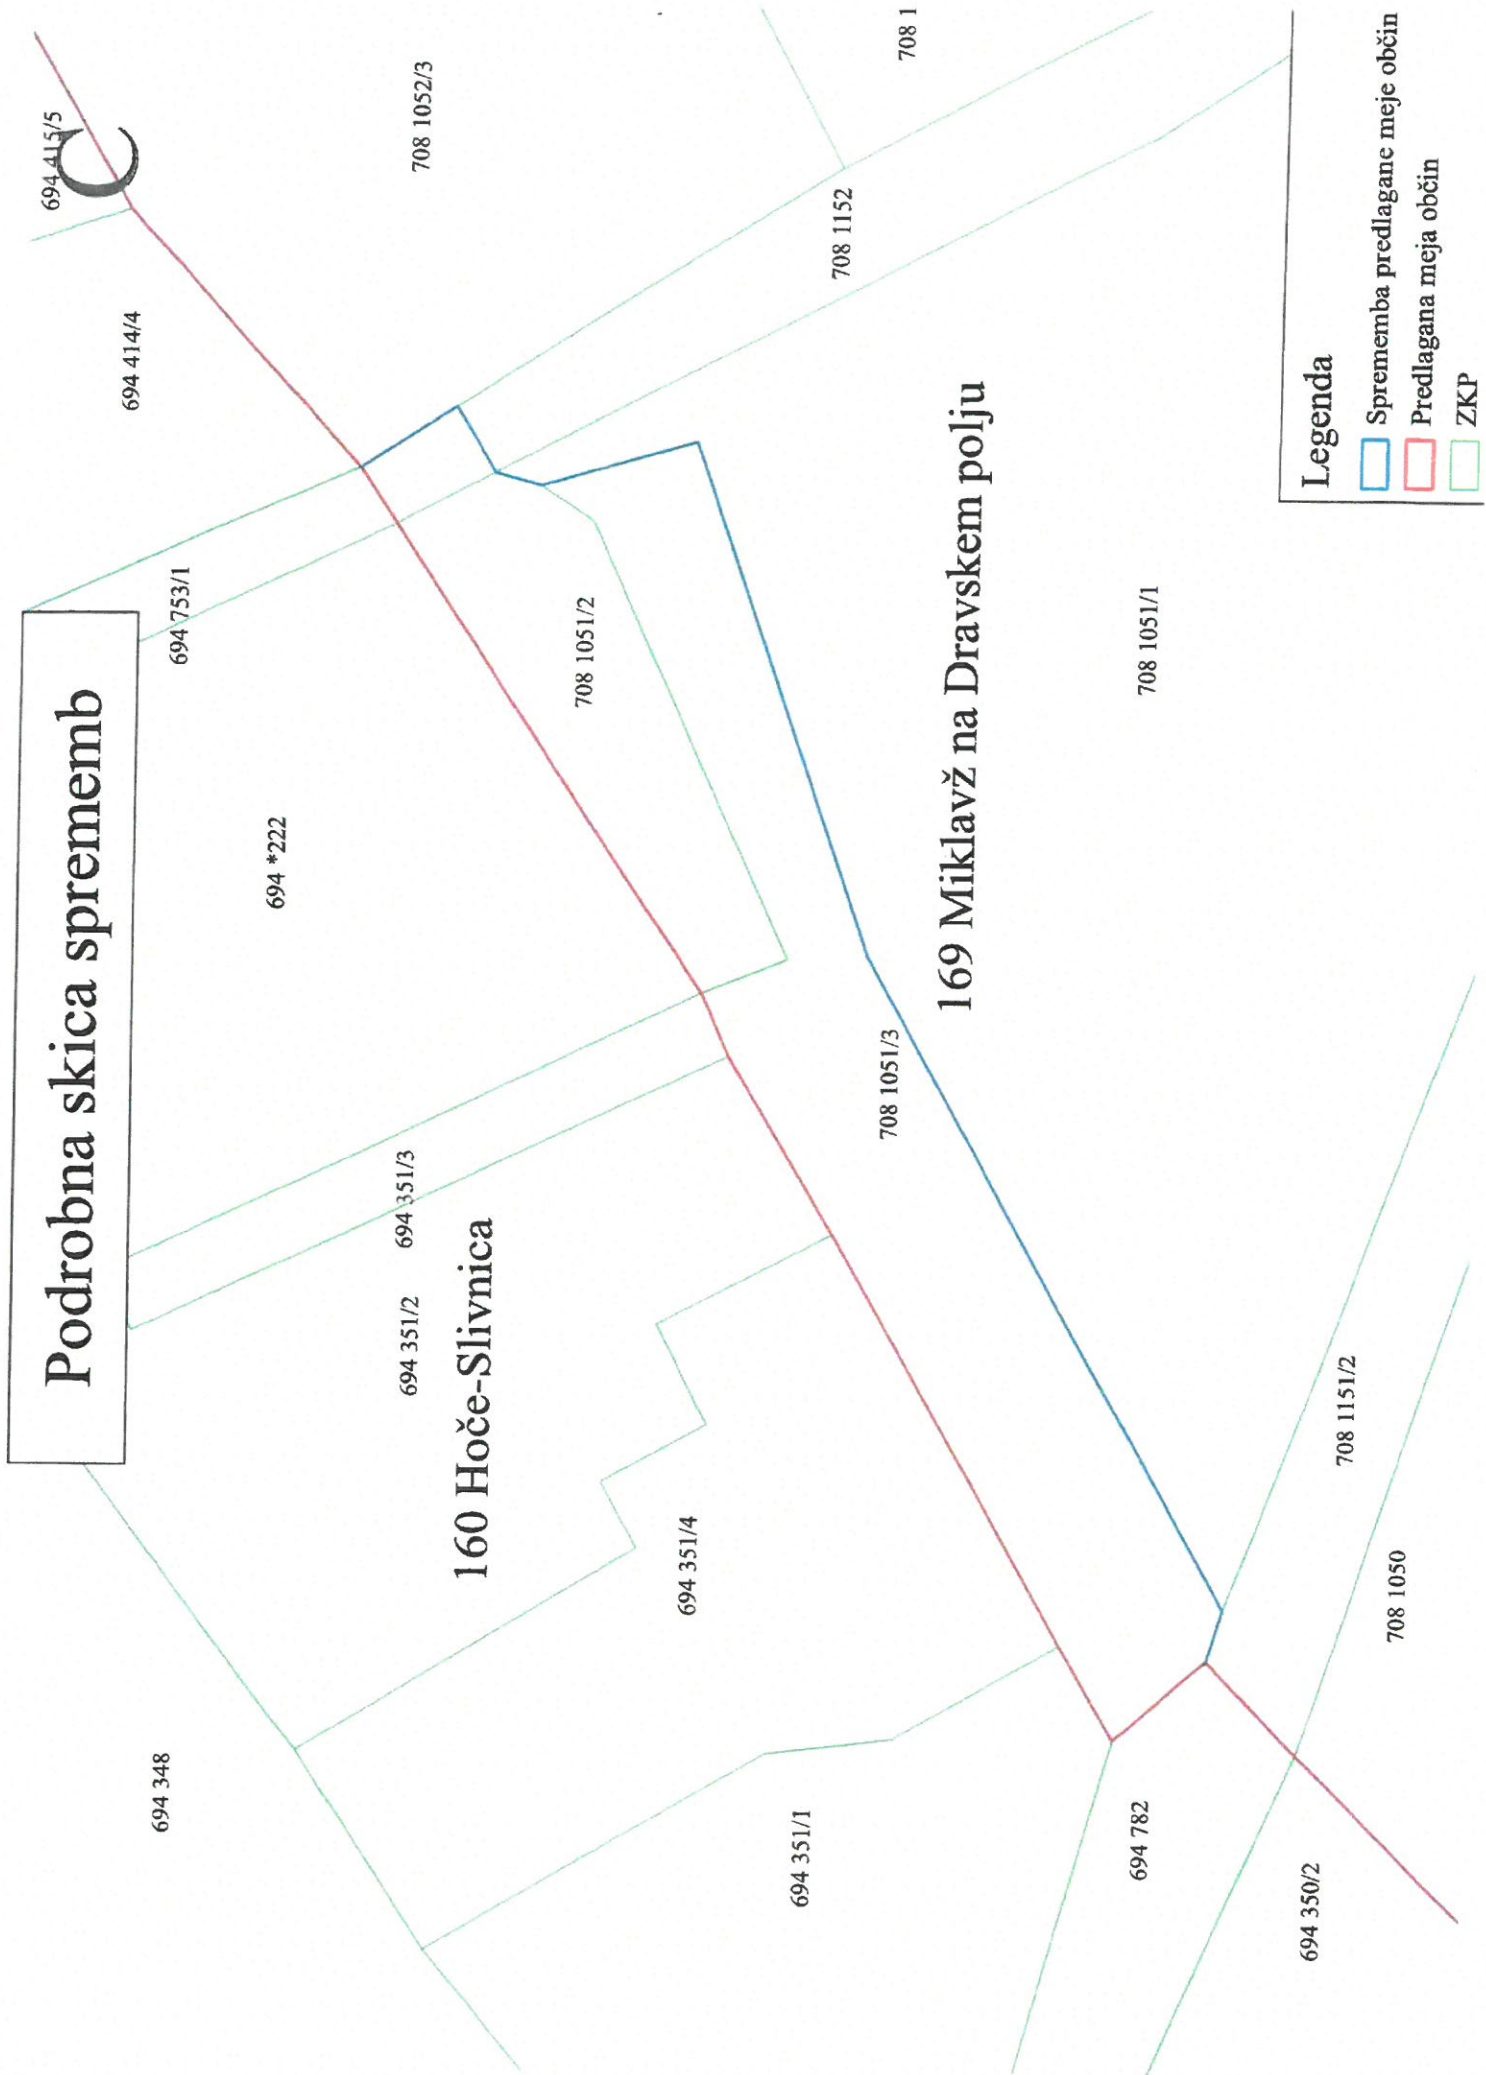 Podrobna skica sprememb
694 348
694 753/1
694 414/4
694 415/5
C
694 *222
708 1052/3
694 351/2
694 351/3
160 Hoče-Slivnica
708 1051/2
694 351/4
694 351/1
708 1152
708 1
708 1051/3
169 Miklavž na Dravskem polju
694 782
708 1051/1
694 350/2
708 1151/2
708 1050
Legenda
Sprememba predlagane meje občin
Predlagana meja občin
ZKP